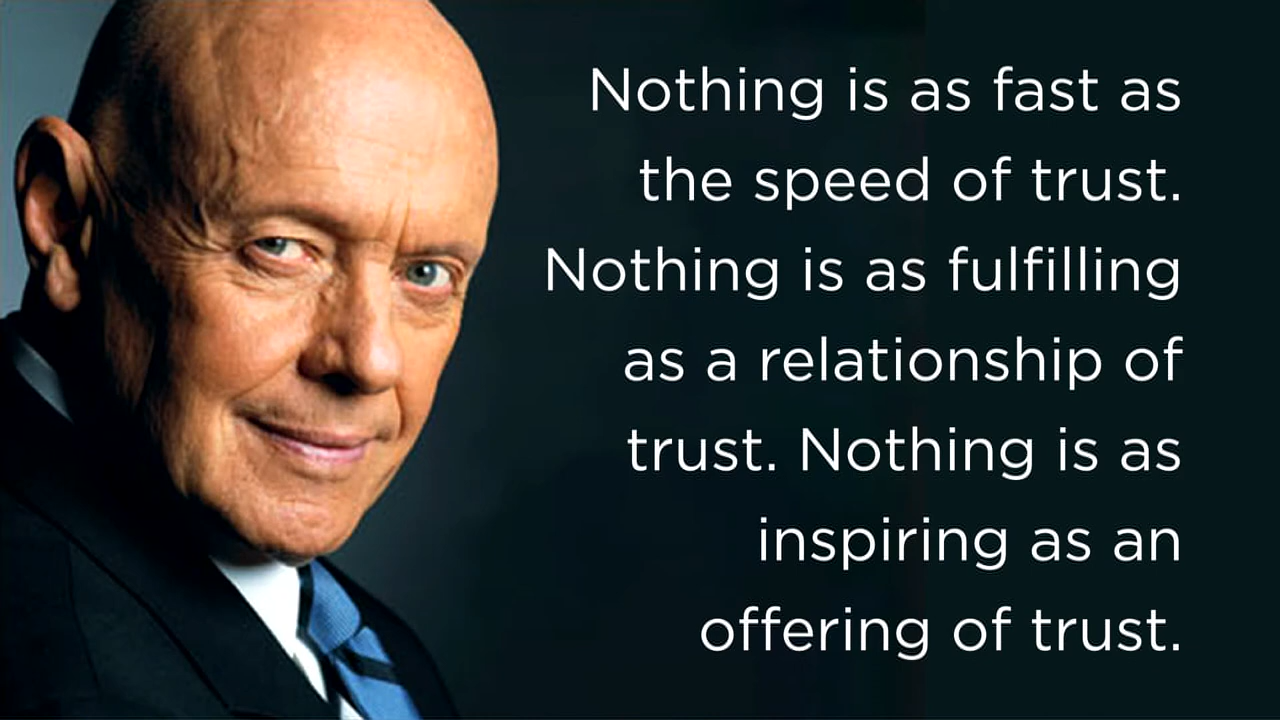 Nothing is as fast as
the speed of trust.
Nothing is as fulfilling
as a relationship of
trust. Nothing is as
inspiring as an
offering of trust.